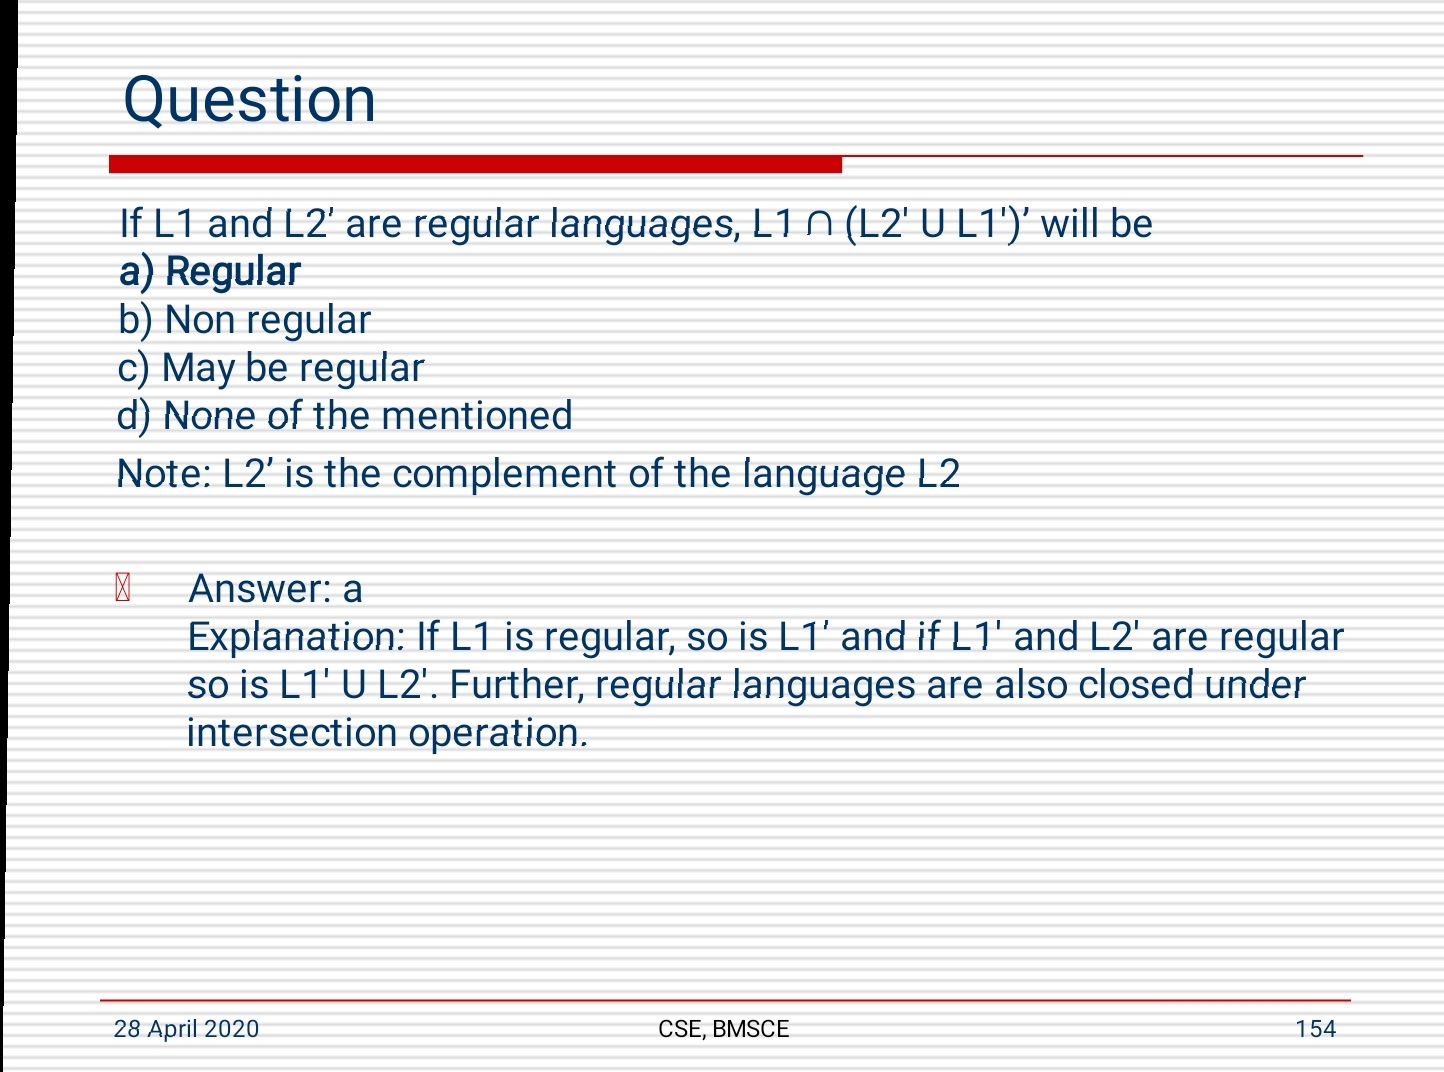 Question
If L1 and L2’ are regular languages, L1 ∩ (L2' U L1')’ will be
a) Regular
b) Non regular
c) May be regular
d) None of the mentioned
Note: L2’ is the complement of the language L2
Answer: a
Explanation: If L1 is regular, so is L1’ and if L1' and L2' are regular
so is L1' U L2'. Further, regular languages are also closed under
intersection operation.
28 April 2020
CSE, BMSCE
154